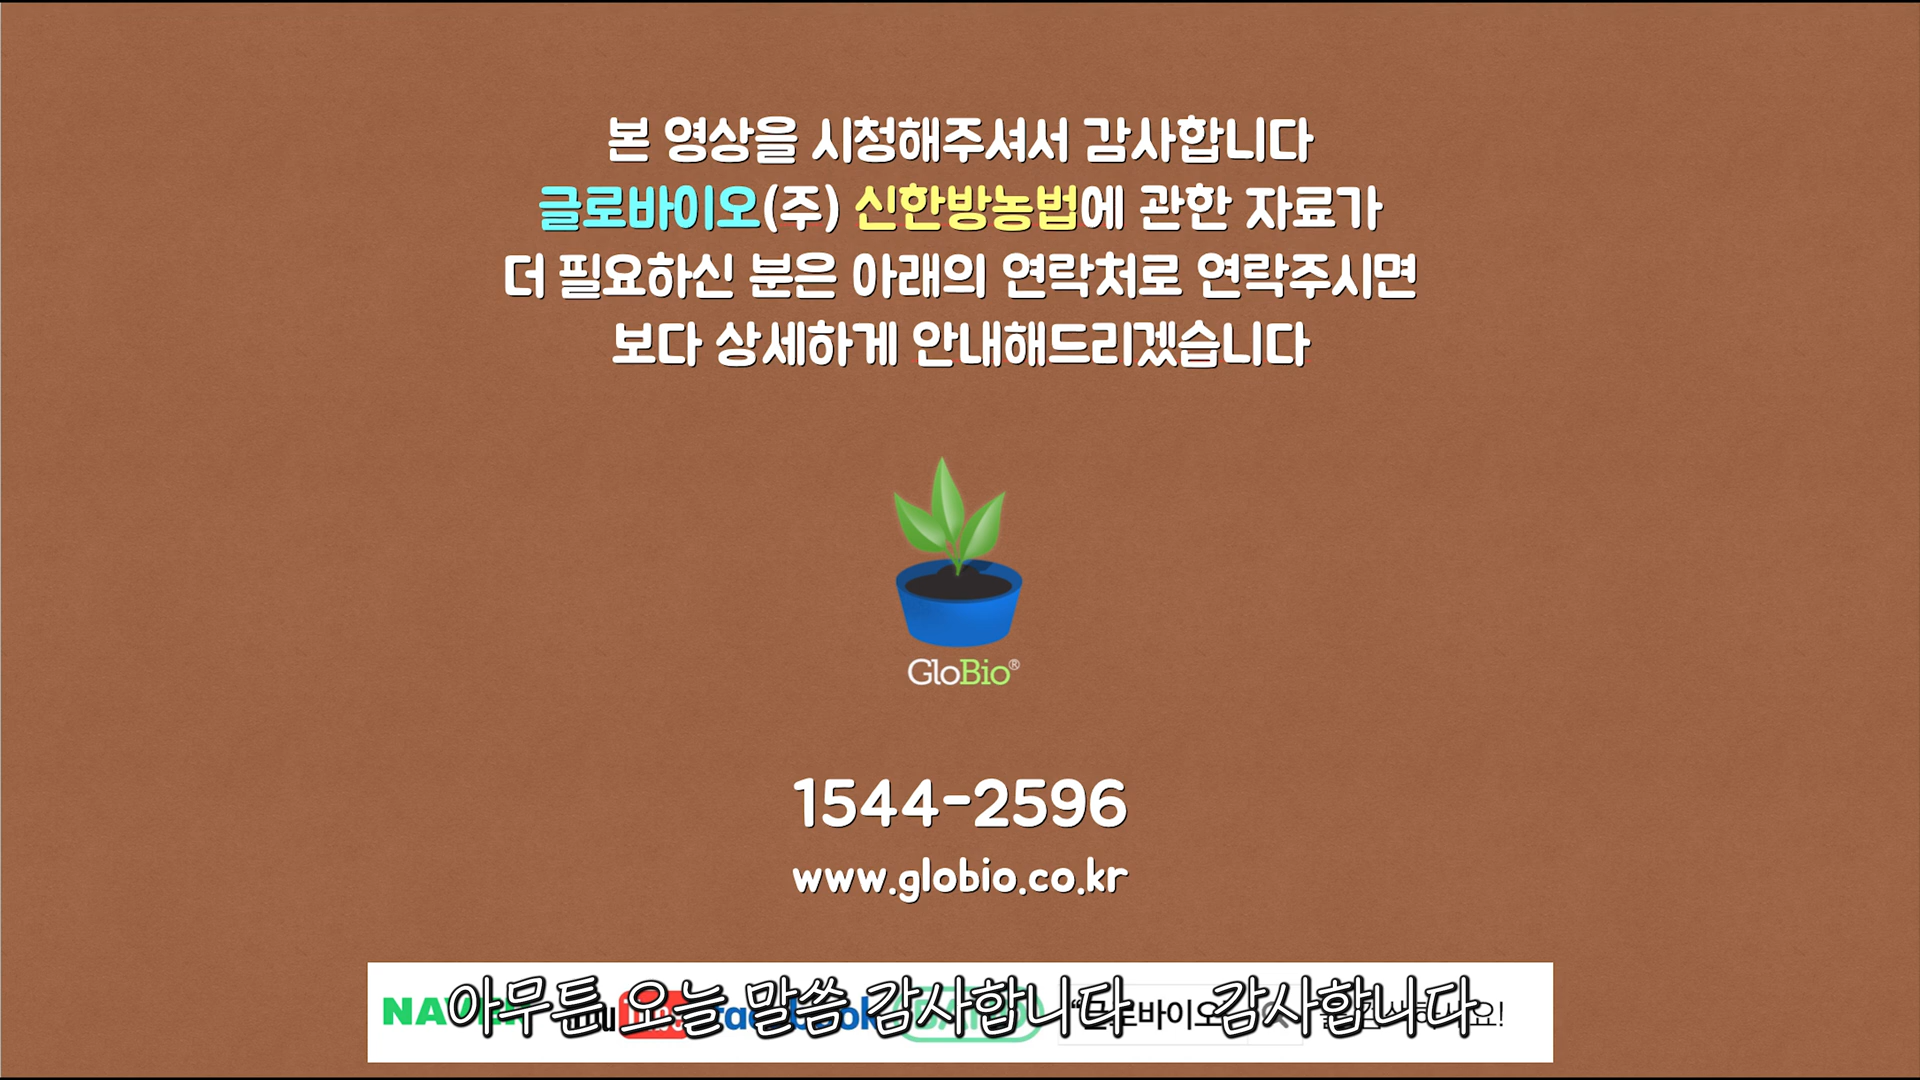 본 영상을 시청해주셔서 감사합니다
글로바이오(주) 신한방농법에 관한 자료가
더 필요하신 분은 아래의 연락처로 연락주시면
보다 상세하게 안내해드리겠습니다
GloBio®
1544-2596
www.globio.co.kr
아무튼 오늘 말씀 감사합니다 감사합니다